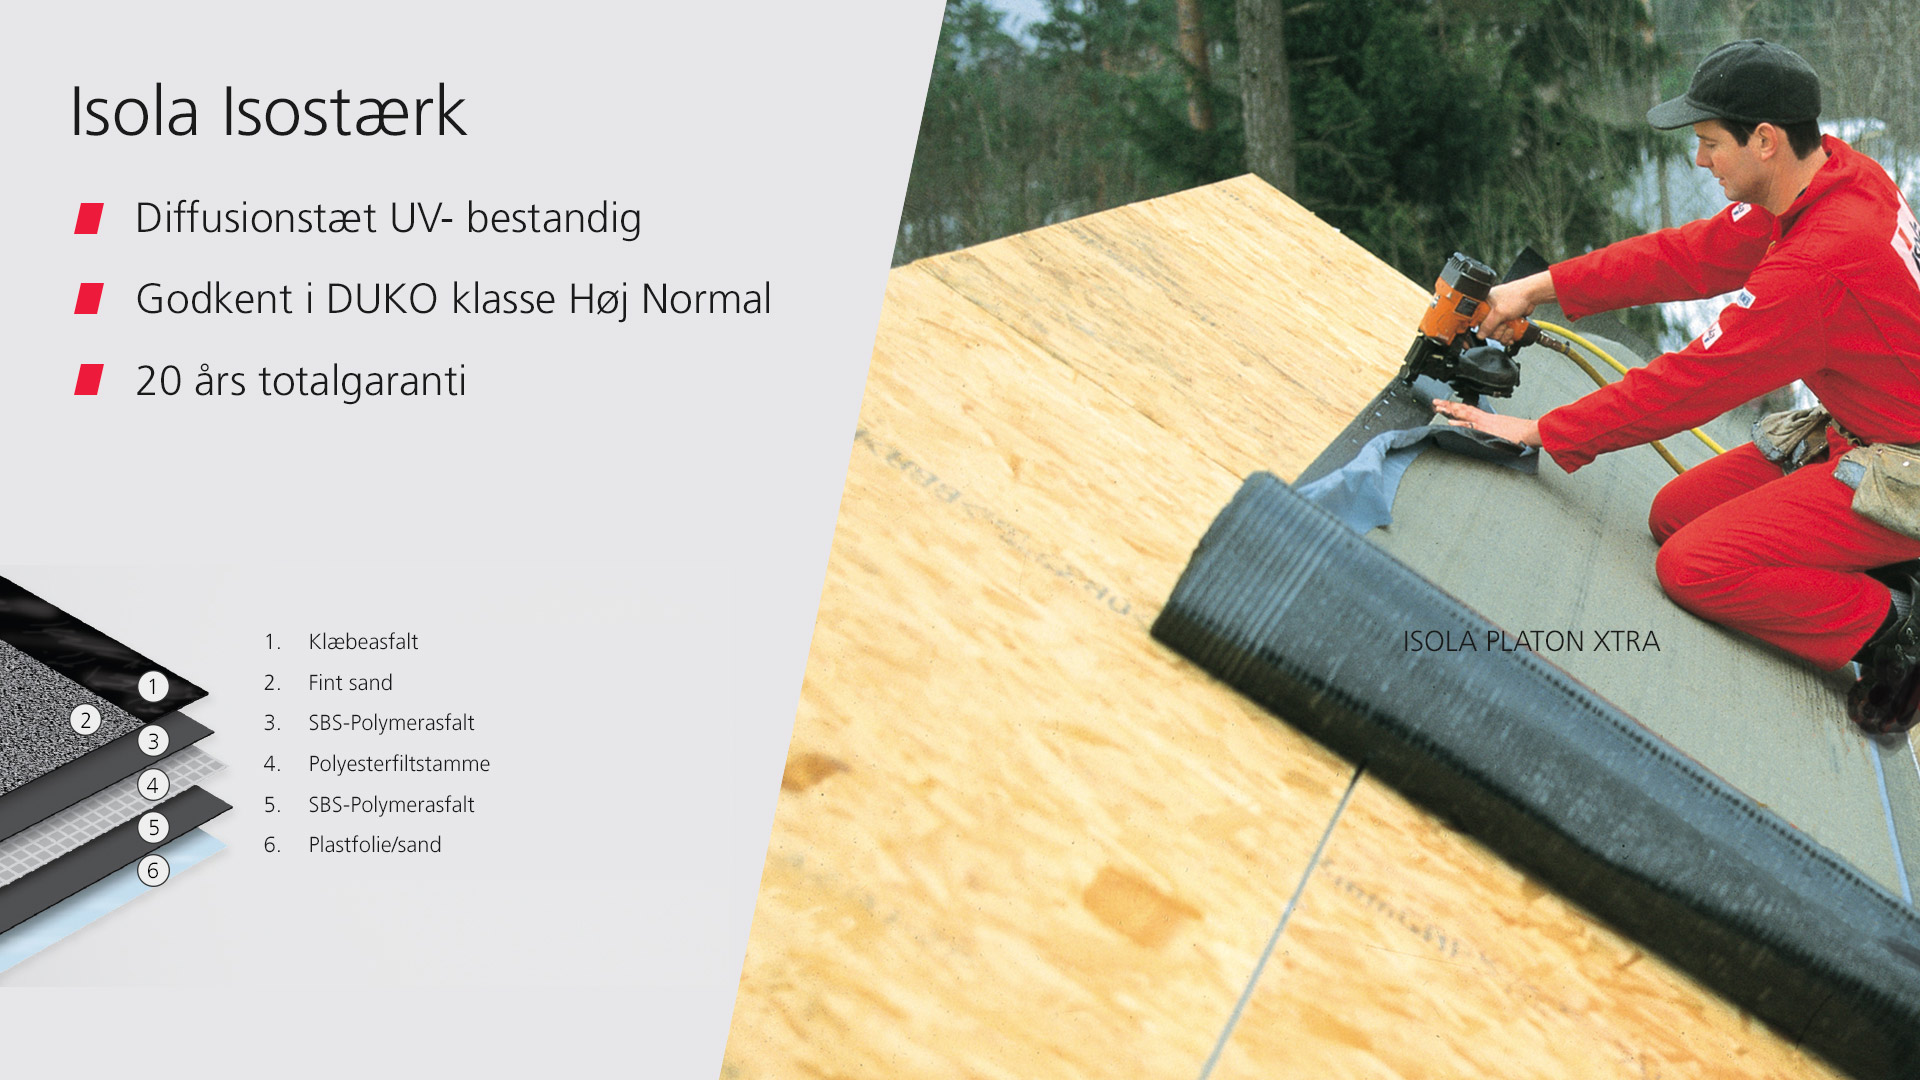 Isola Isostærk
Diffusionstæt UV- bestandig
Godkent i DUKO klasse Høj Normal
20 års totalgaranti
1. Klæbeasfalt
2. Fint sand
3. SBS-Polymerasfalt
4. Polyesterfiltstamme
5. SBS-Polymerasfalt
6. Plastfolie/sand
1
2
3
4
5
6
ISOLA PLATON XTRA